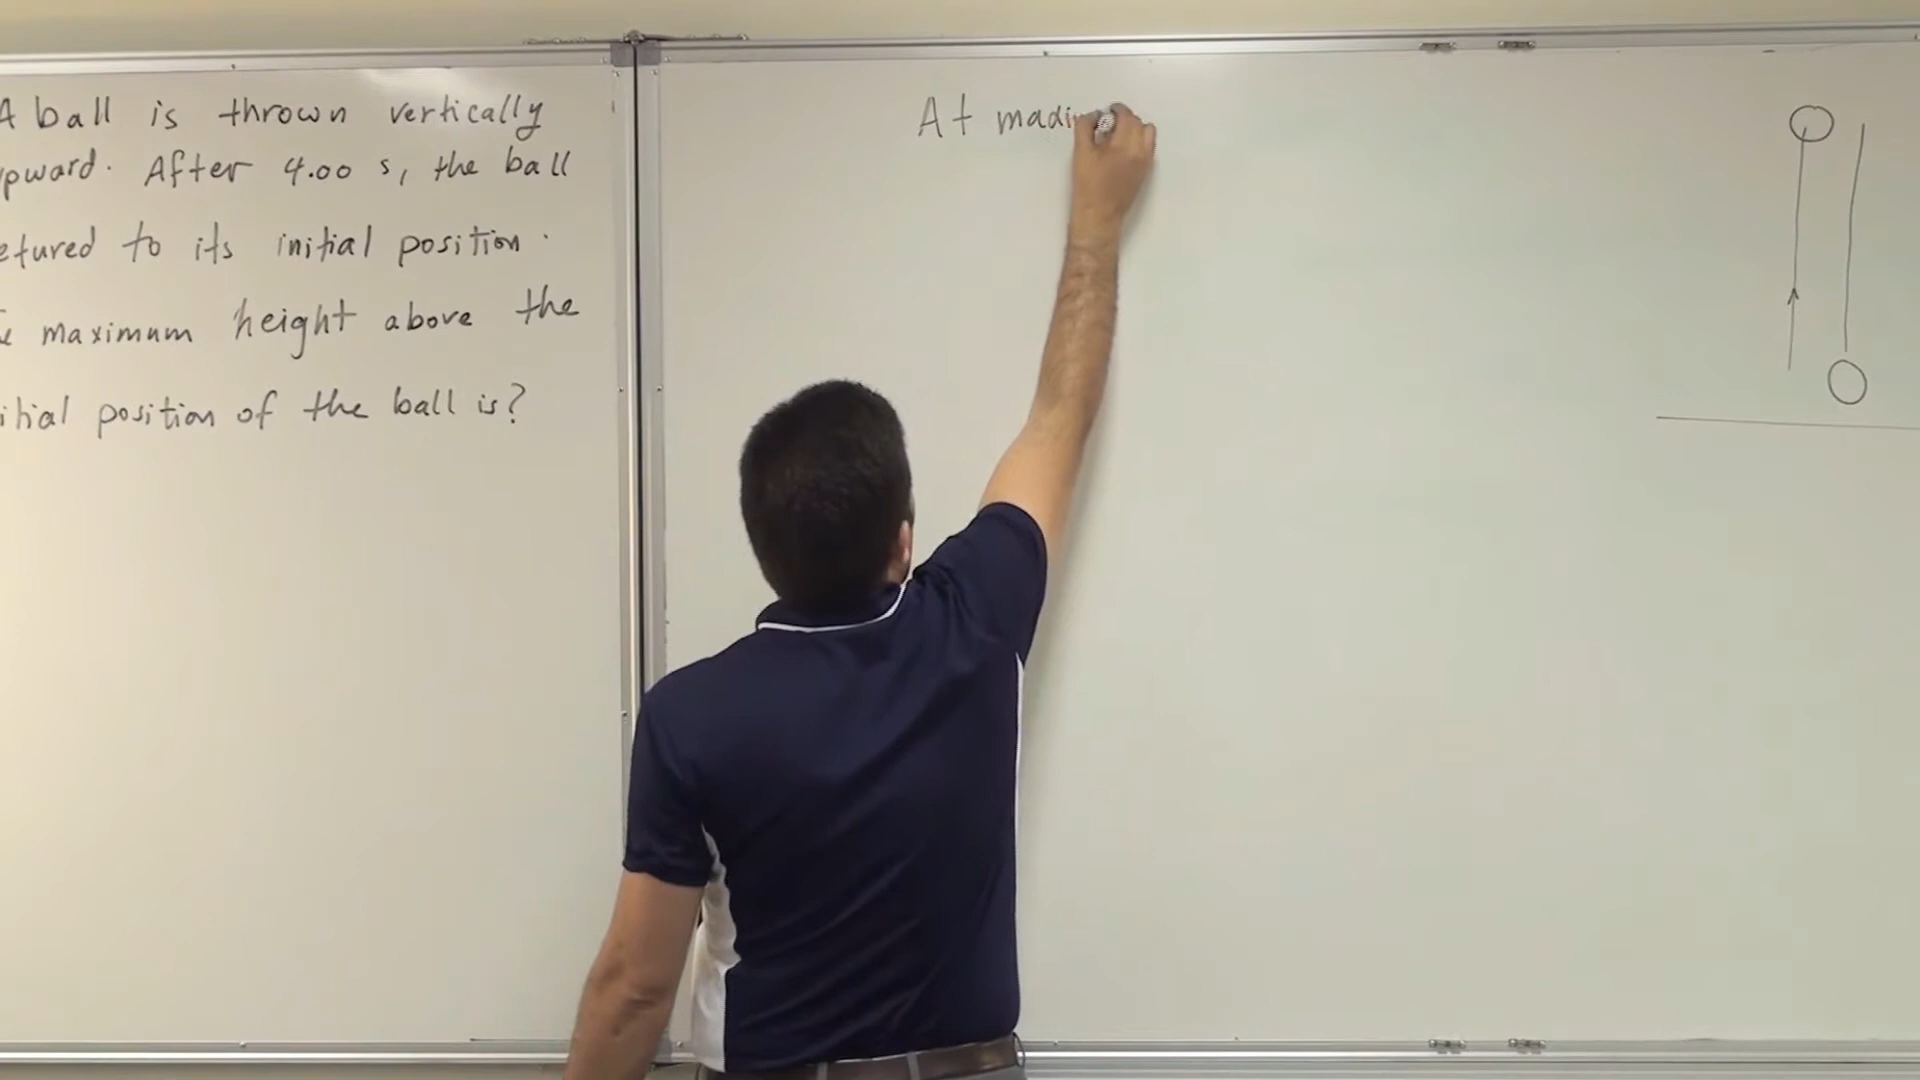 A ball is thrown vertically
pward. After 4.00 s, the ball
etured to its initial position.
e maximum height above the
itial position of the ball is?
At madi